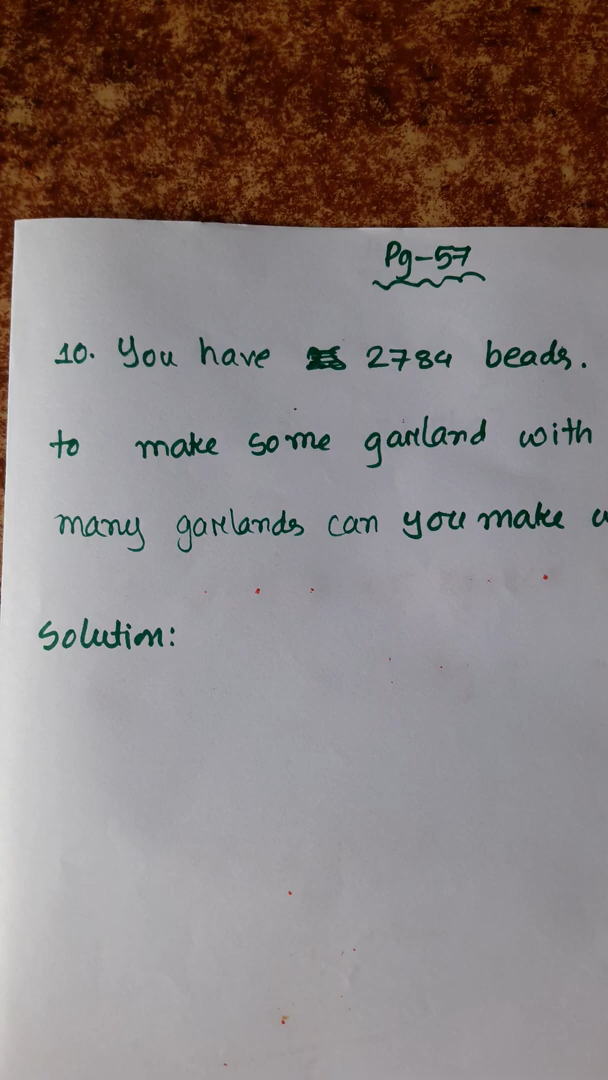 Pg-57
10. You have 2784 beads.
to make some garland with
many garlands can you make
Solution: